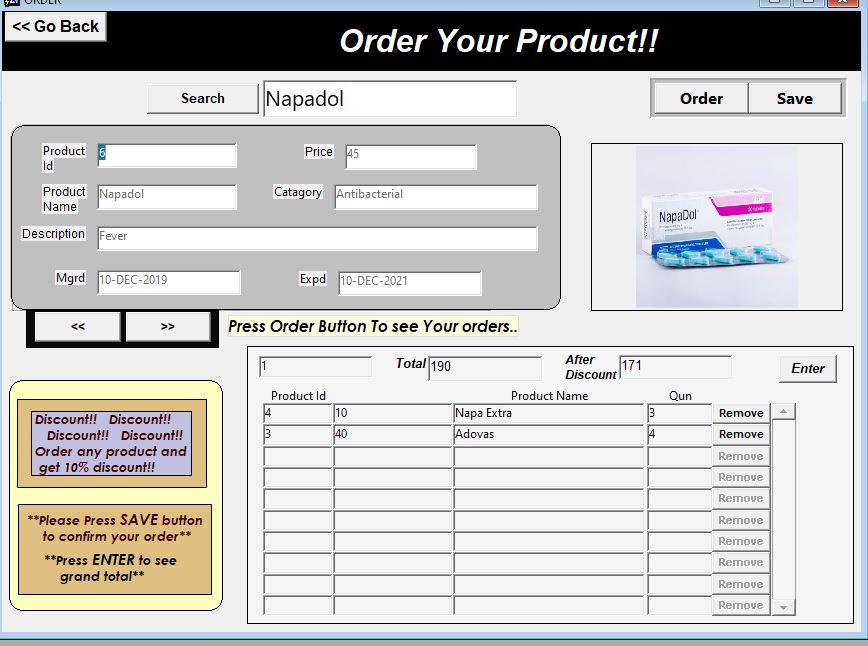 ORDER
<< Go Back
Order Your Product!!
Search
Napadol
Order
Save
Product Id
6
Price
45
Product Name
Napadol
Catagory
Antibacterial
Description
Fever
Mgrd
10-DEC-2019
Expd
10-DEC-2021
NapaDol
<<
>>
Press Order Button To see Your orders..
1
Total
190
After Discount
171
Enter
Product Id
Product Name
Qun
4 10 Napa Extra 3 Remove
3 40 Adovas 4 Remove
Remove
Remove
Remove
Remove
Remove
Remove
Remove
Remove
Discount!! Discount!!
Discount!! Discount!!
Order any product and
get 10% discount!!
**Please Press SAVE button
to confirm your order**
**Press ENTER to see
grand total**